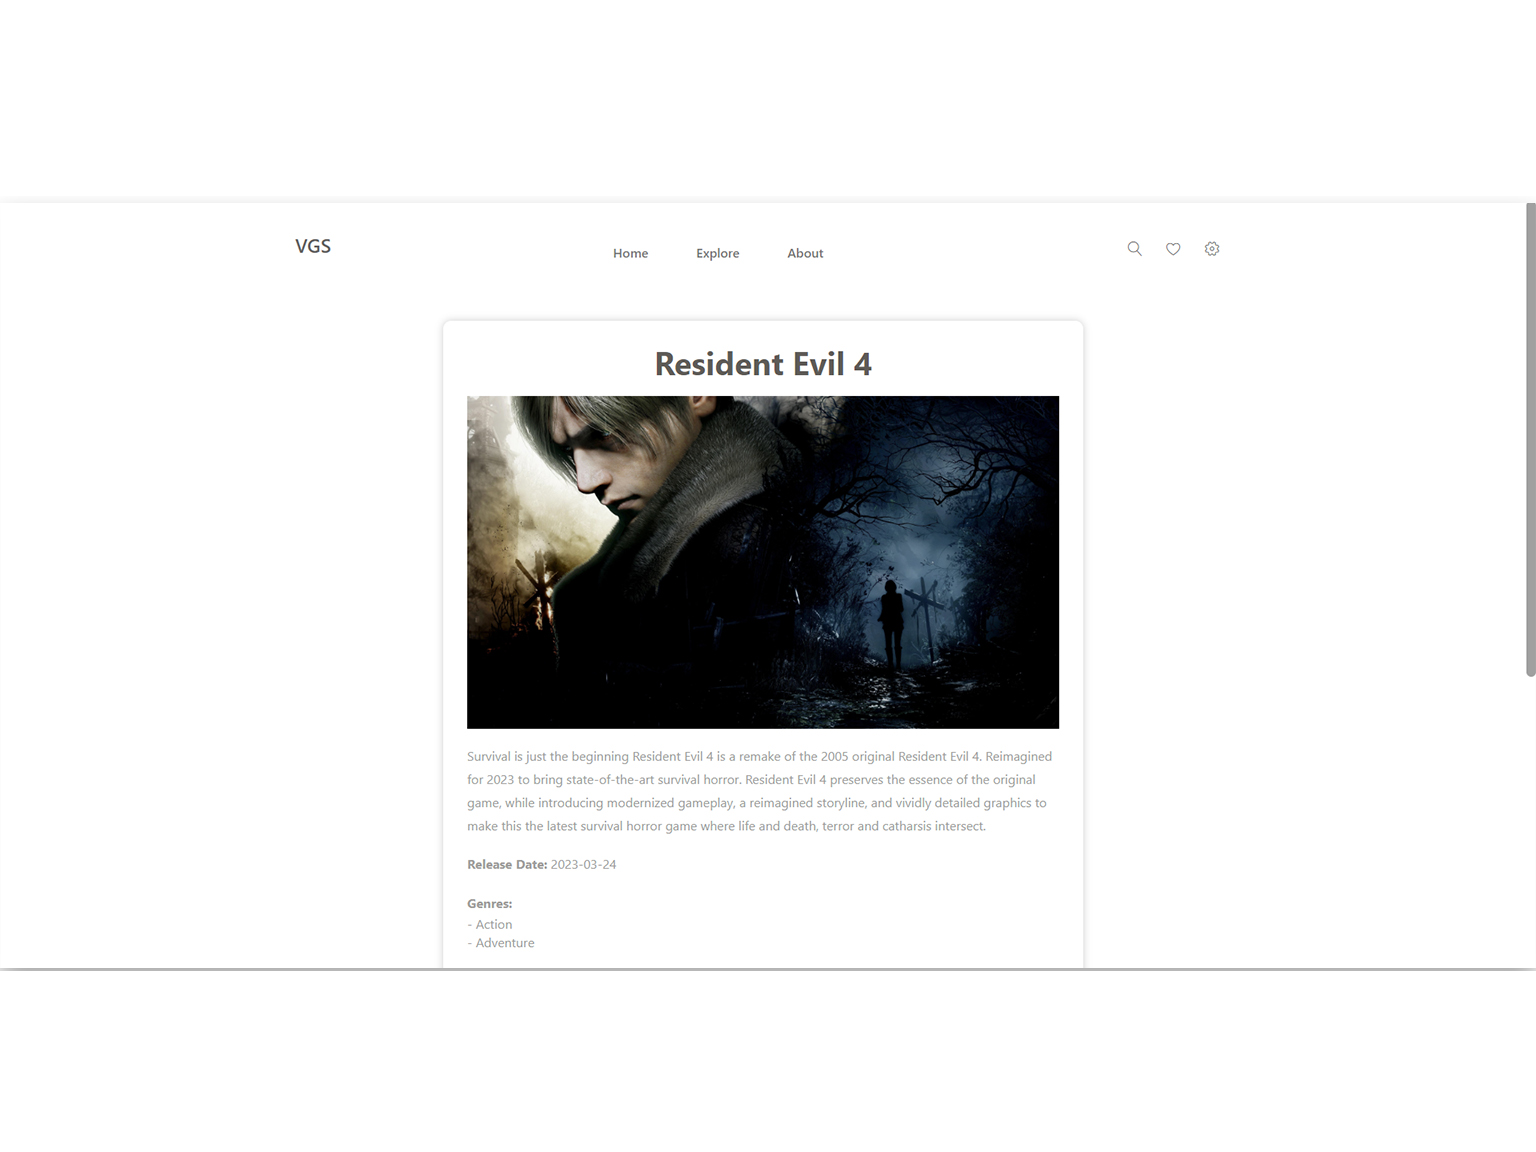 VGS
Home Explore About
Resident Evil 4
Survival is just the beginning Resident Evil 4 is a remake of the 2005 original Resident Evil 4. Reimagined
for 2023 to bring state-of-the-art survival horror. Resident Evil 4 preserves the essence of the original
game, while introducing modernized gameplay, a reimagined storyline, and vividly detailed graphics to
make this the latest survival horror game where life and death, terror and catharsis intersect.
Release Date: 2023-03-24
Genres:
- Action
- Adventure